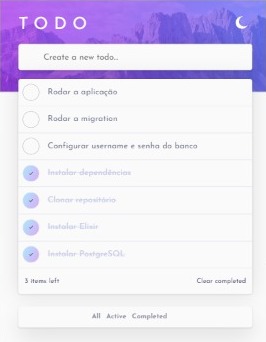 TODO
Create a new todo...
Rodar a aplicação
Rodar a migration
Configurar username e senha do banco
Instalar dependências
Clonar repositório
Instalar Elixir
Instalar PostgreSQL
3 items left Clear completed
All Active Completed